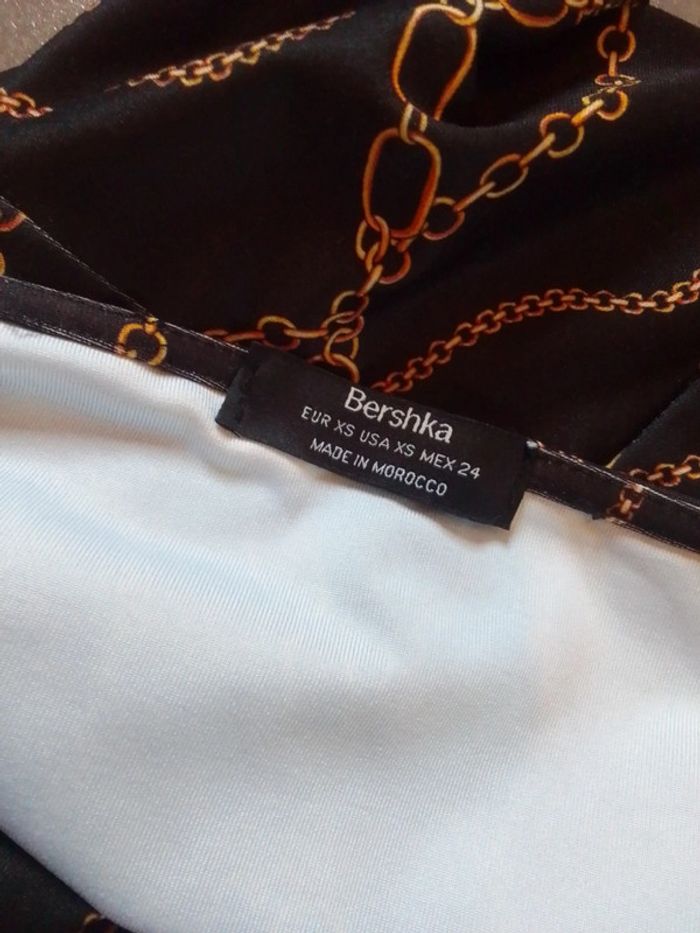 Bershka
EUR XS USA XS MEX 24
MADE IN MOROCCO